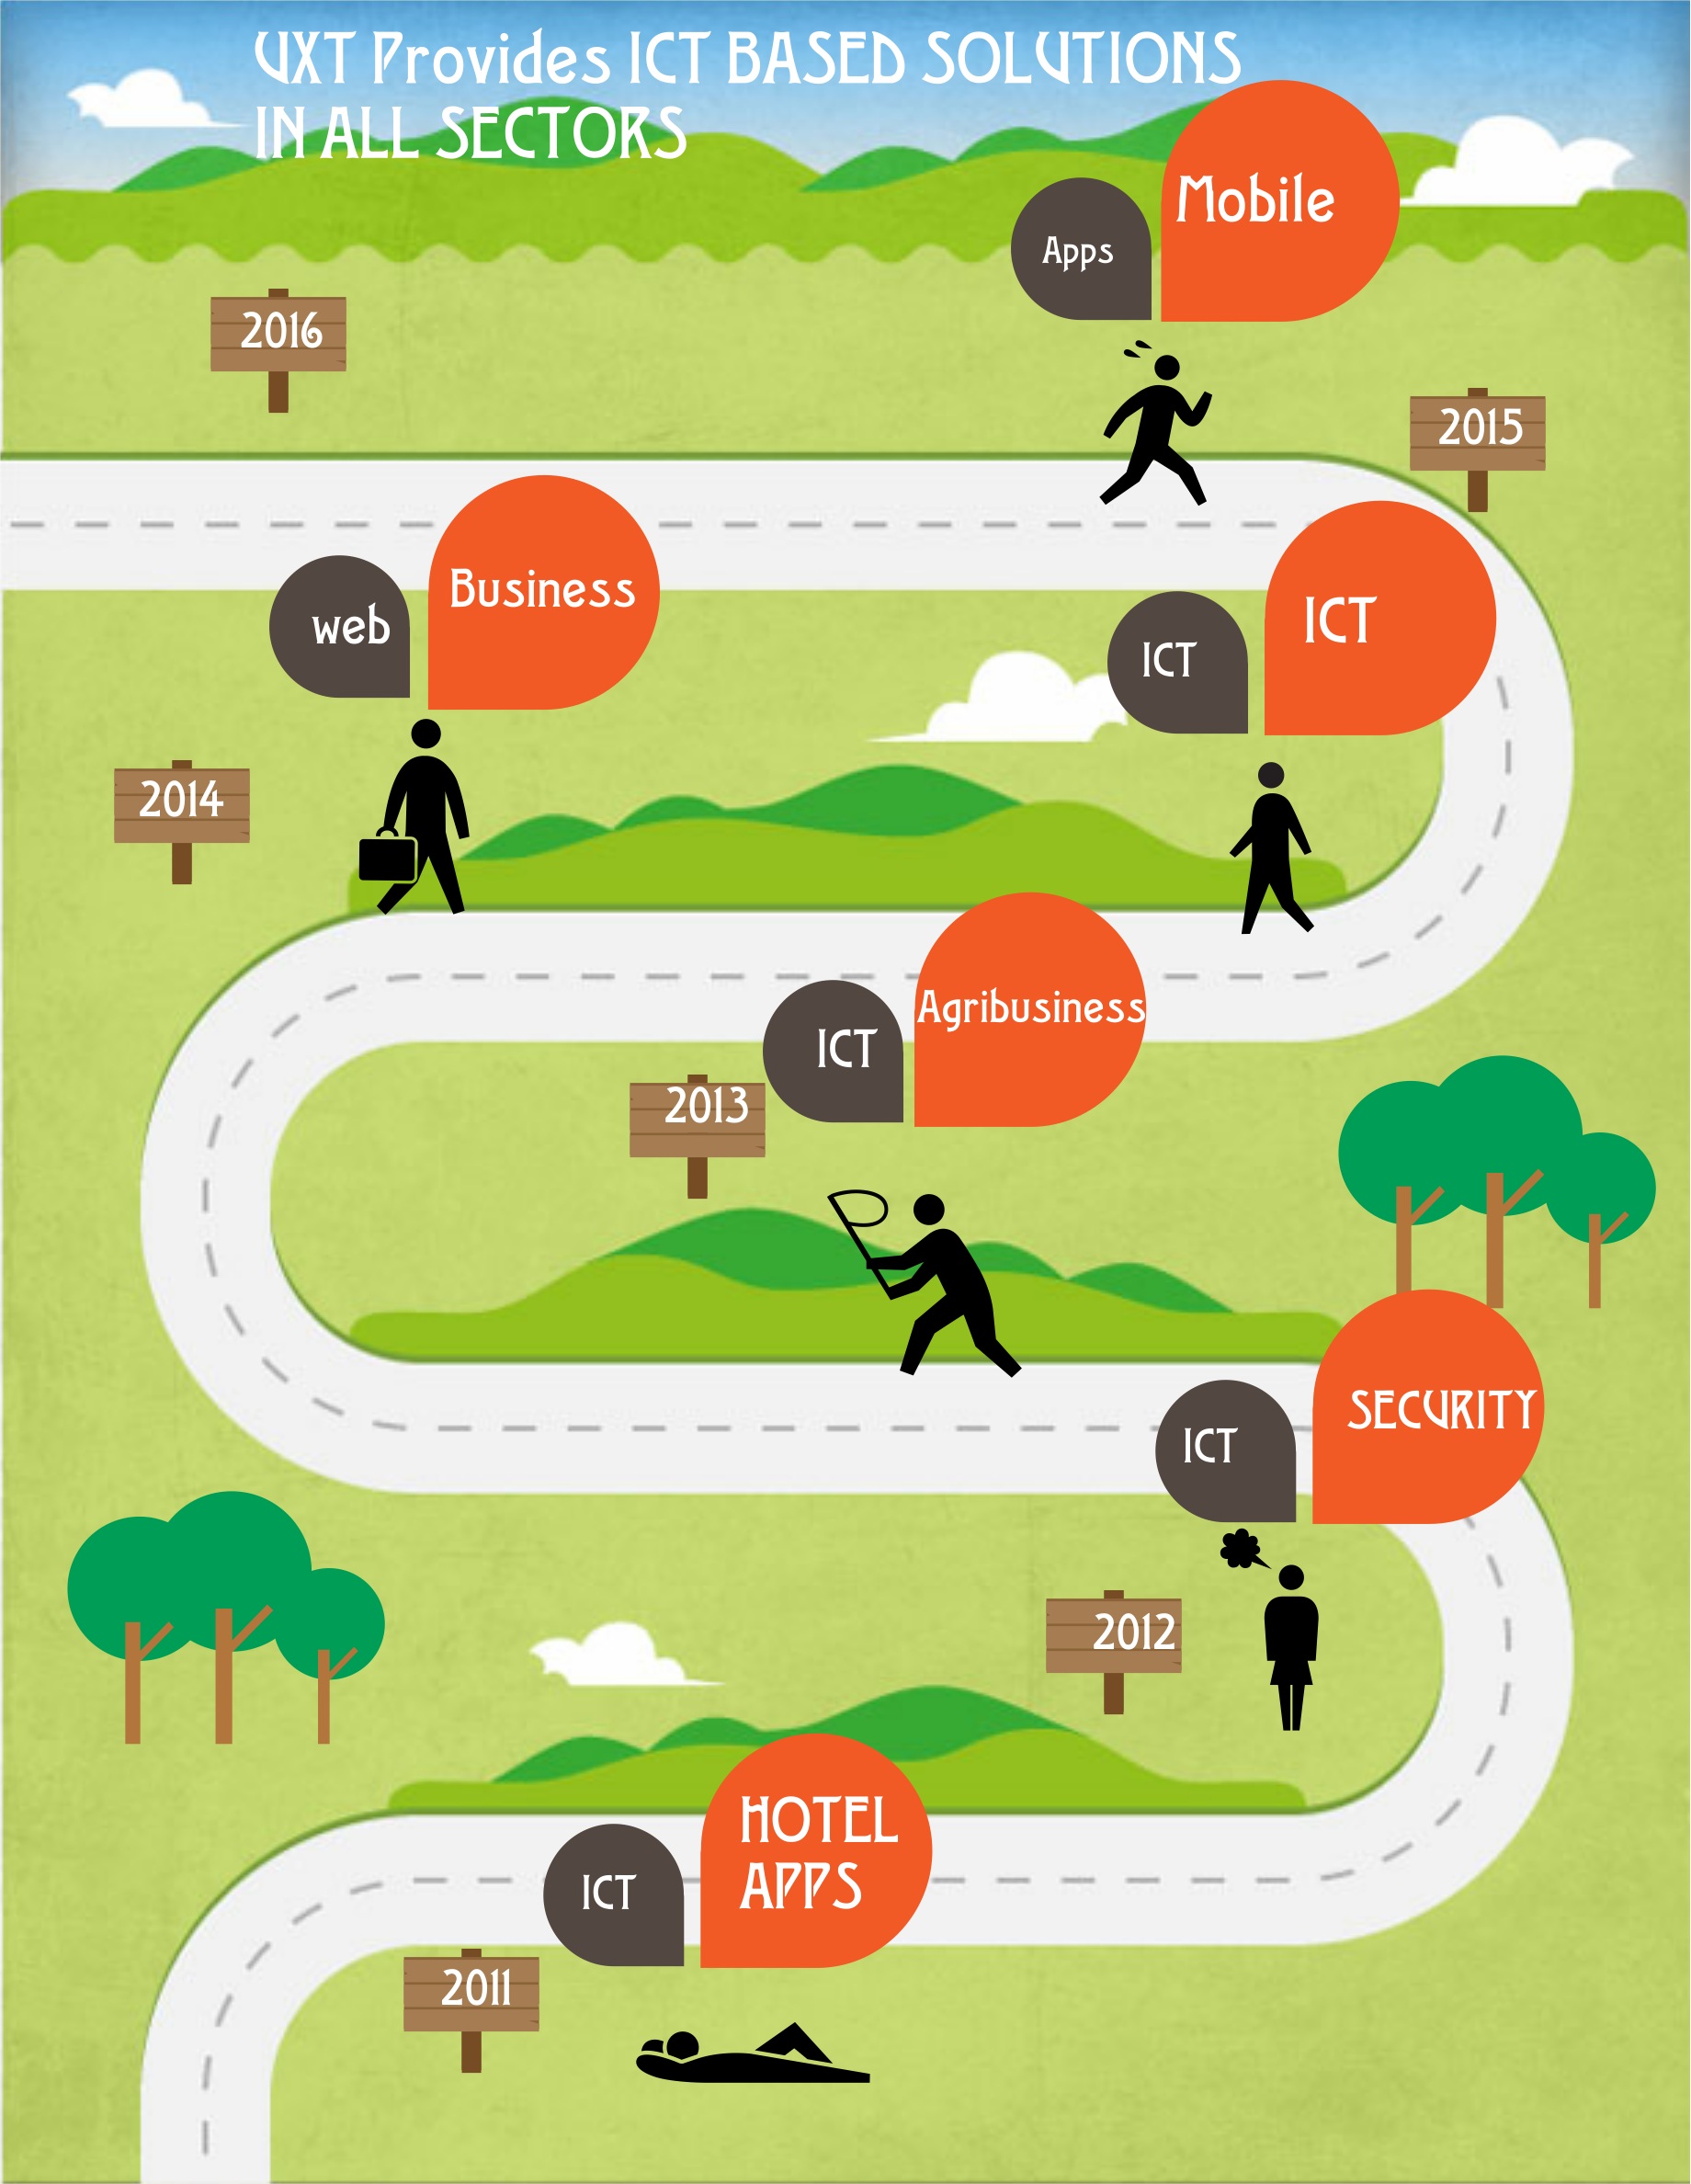 UXT Provides ICT BASED SOLUTIONS
IN ALL SECTORS
Mobile
Apps
2016
2015
Business
web
ICT
ICT
2014
Agribusiness
ICT
2013
SECURITY
ICT
2012
HOTEL
APPS
ICT
2011